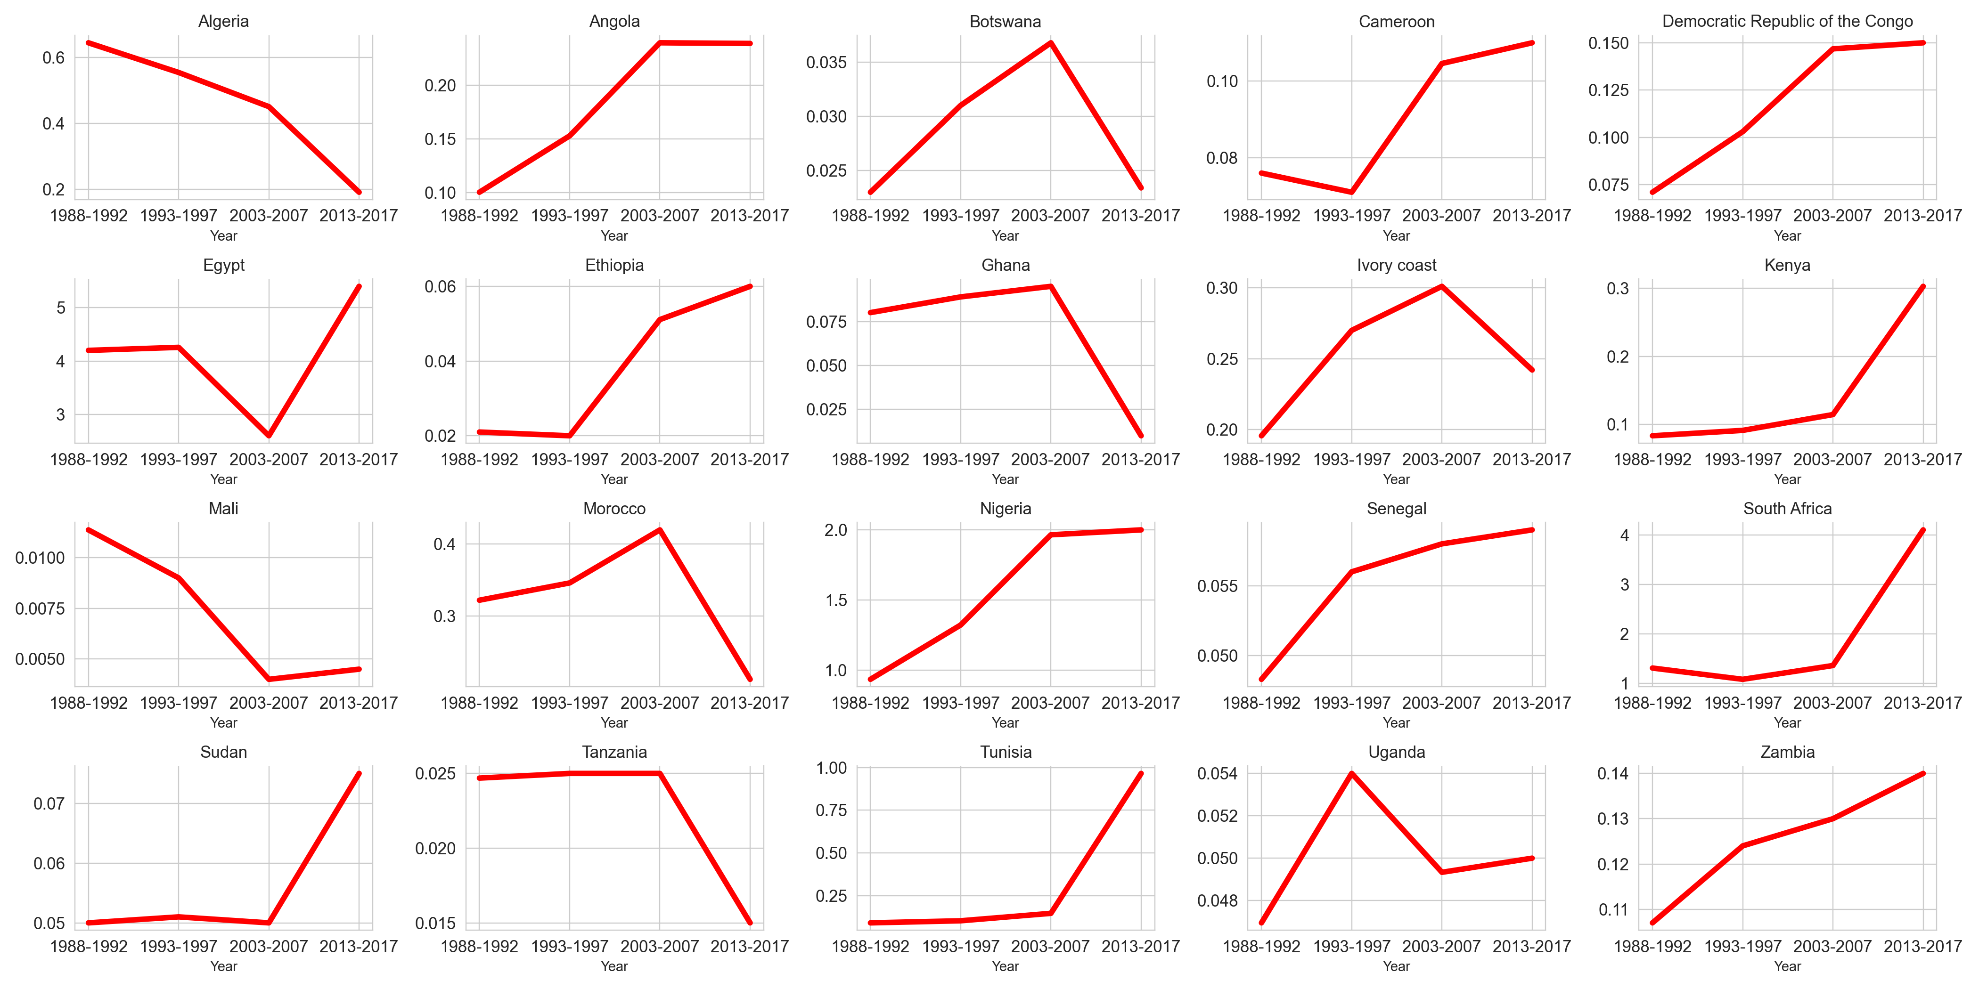 Algeria
0.6
0.4
0.2
1988-1992 1993-1997 2003-2007 2013-2017
Year
Angola
0.20
0.15
0.10
1988-1992 1993-1997 2003-2007 2013-2017
Year
Botswana
0.035
0.030
0.025
1988-1992 1993-1997 2003-2007 2013-2017
Year
Cameroon
0.10
0.08
1988-1992 1993-1997 2003-2007 2013-2017
Year
Democratic Republic of the Congo
0.150
0.125
0.100
0.075
1988-1992 1993-1997 2003-2007 2013-2017
Year
Egypt
5
4
3
1988-1992 1993-1997 2003-2007 2013-2017
Year
Ethiopia
0.06
0.04
0.02
1988-1992 1993-1997 2003-2007 2013-2017
Year
Ghana
0.075
0.050
0.025
1988-1992 1993-1997 2003-2007 2013-2017
Year
Ivory coast
0.30
0.25
0.20
1988-1992 1993-1997 2003-2007 2013-2017
Year
Kenya
0.3
0.2
0.1
1988-1992 1993-1997 2003-2007 2013-2017
Year
Mali
0.0100
0.0075
0.0050
1988-1992 1993-1997 2003-2007 2013-2017
Year
Morocco
0.4
0.3
1988-1992 1993-1997 2003-2007 2013-2017
Year
Nigeria
2.0
1.5
1.0
1988-1992 1993-1997 2003-2007 2013-2017
Year
Senegal
0.055
0.050
1988-1992 1993-1997 2003-2007 2013-2017
Year
South Africa
4
3
2
1
1988-1992 1993-1997 2003-2007 2013-2017
Year
Sudan
0.07
0.06
0.05
1988-1992 1993-1997 2003-2007 2013-2017
Year
Tanzania
0.025
0.020
0.015
1988-1992 1993-1997 2003-2007 2013-2017
Year
Tunisia
1.00
0.75
0.50
0.25
1988-1992 1993-1997 2003-2007 2013-2017
Year
Uganda
0.054
0.052
0.050
0.048
1988-1992 1993-1997 2003-2007 2013-2017
Year
Zambia
0.14
0.13
0.12
0.11
1988-1992 1993-1997 2003-2007 2013-2017
Year